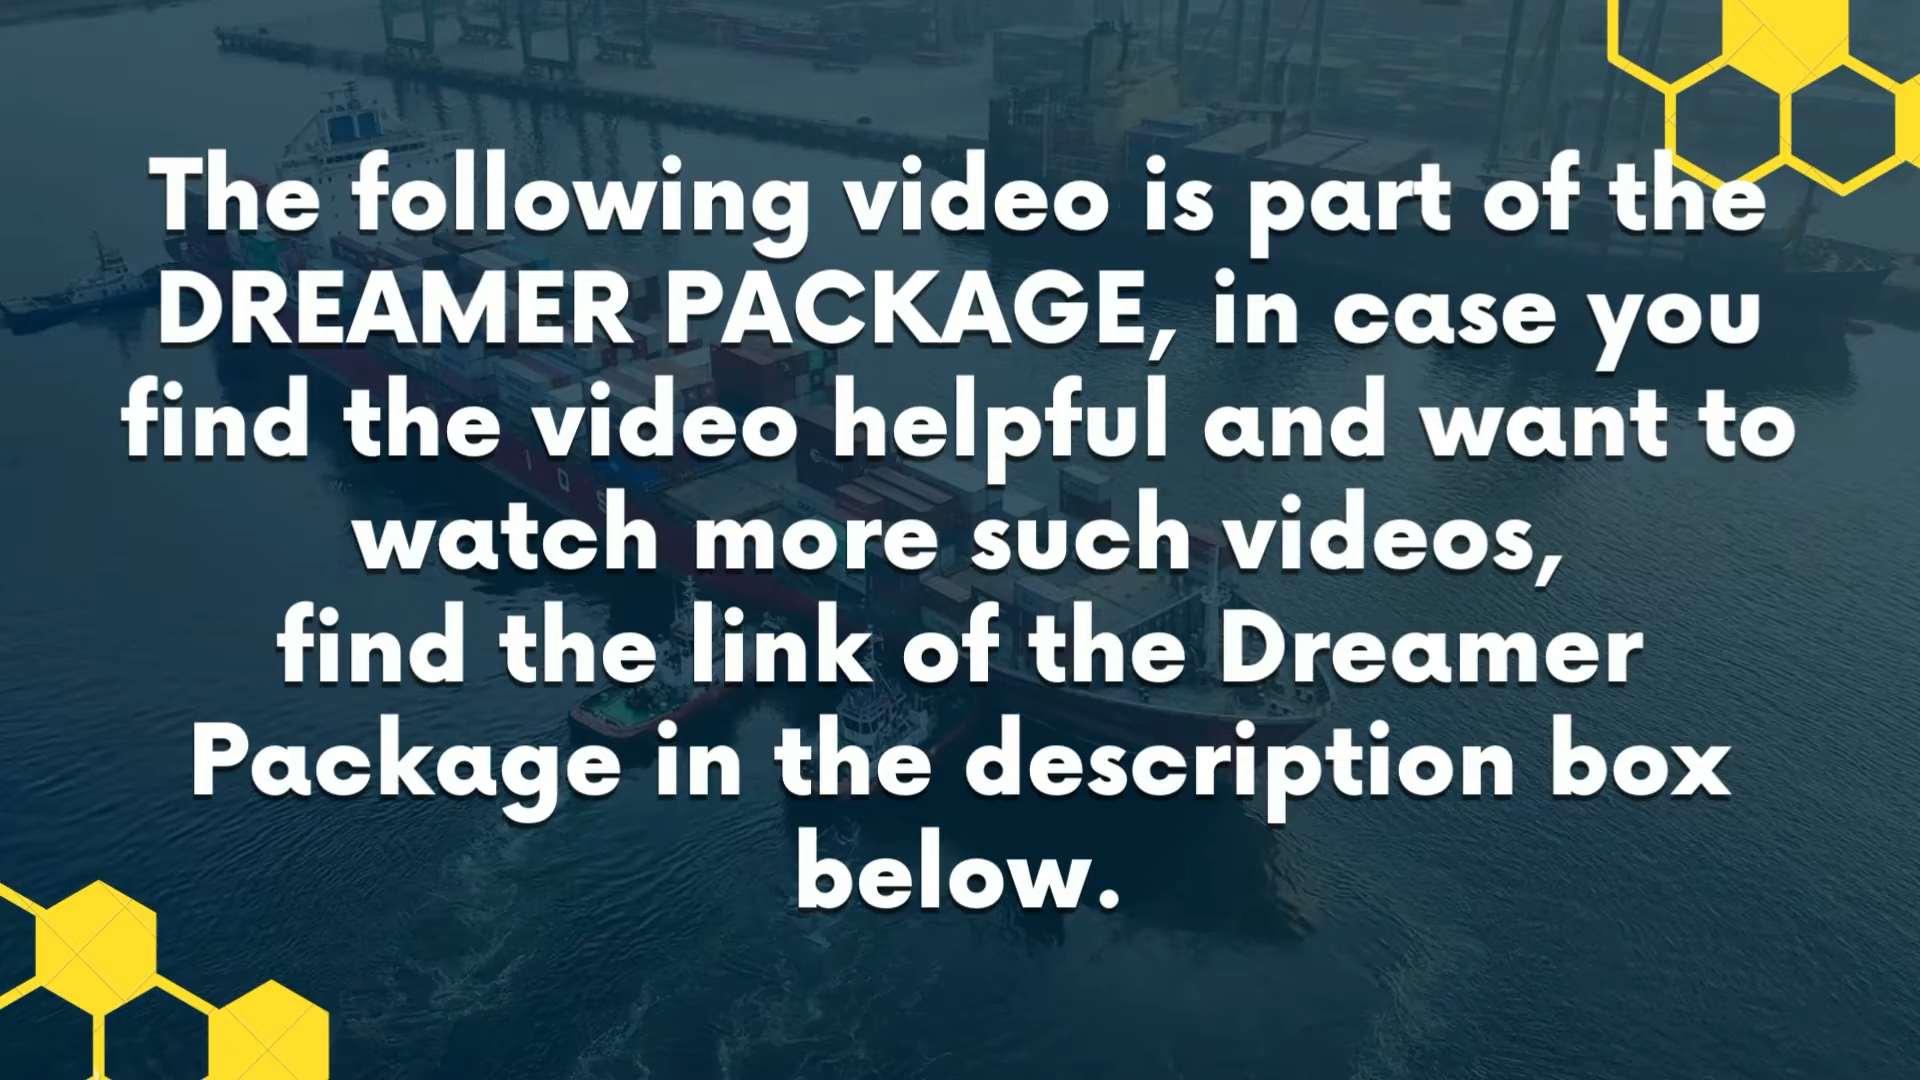 The following video is part of the
DREAMER PACKAGE, in case you
find the video helpful and want to
watch more such videos,
find the link of the Dreamer
Package in the description box
below.